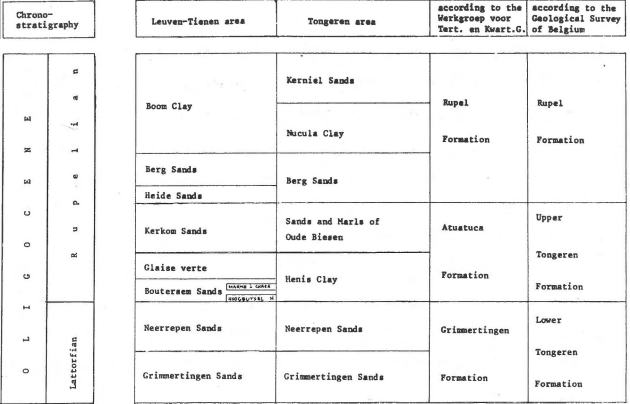 Chrono-
stratigraphy
Leuven-Tienen area
Tongeren area
according to the
Werkgroep voor
Tert. en Kwart.G.
according to the
Geological Survey
of Belgium
OLIGOCENE
Rupelian
Lattorfian
Boom Clay
Berg Sands
Heide Sands
Kerkom Sands
Glaise verte
Boutersem Sands
HOOGBUTSEL H
Neerrepen Sands
Grimmertingen Sands
Kerniel Sands
Nucula Clay
Berg Sands
Sands and Marls of
Oude Biesen
Henis Clay
Neerrepen Sands
Grimmertingen Sands
Rupel
Formation
Atuatuca
Formation
Grimmertingen
Formation
Rupel
Formation
Upper
Tongeren
Formation
Lower
Tongeren
Formation